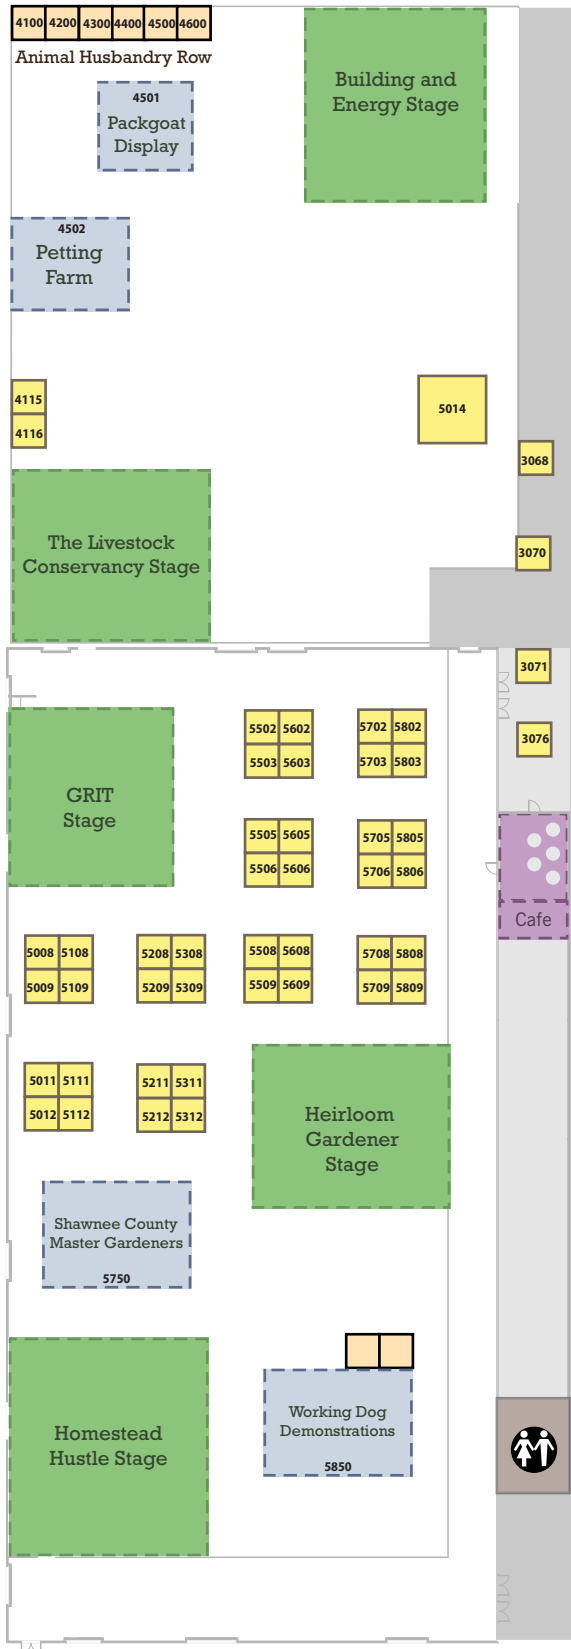 4100 4200 4300 4400 4500 4600
Animal Husbandry Row
Building and
Energy Stage
4501
Packgoat
Display
4502
Petting
Farm
4115
4116
5014
3068
3070
The Livestock
Conservancy Stage
3071
3076
5502 5602
5503 5603
5702 5802
5703 5803
GRIT
Stage
5505 5605
5506 5606
5705 5805
5706 5806
Cafe
5008 5108
5009 5109
5208 5308
5209 5309
5508 5608
5509 5609
5708 5808
5709 5809
5011 5111
5012 5112
5211 5311
5212 5312
Heirloom
Gardener
Stage
Shawnee County
Master Gardeners
5750
Homestead
Hustle Stage
Working Dog
Demonstrations
5850